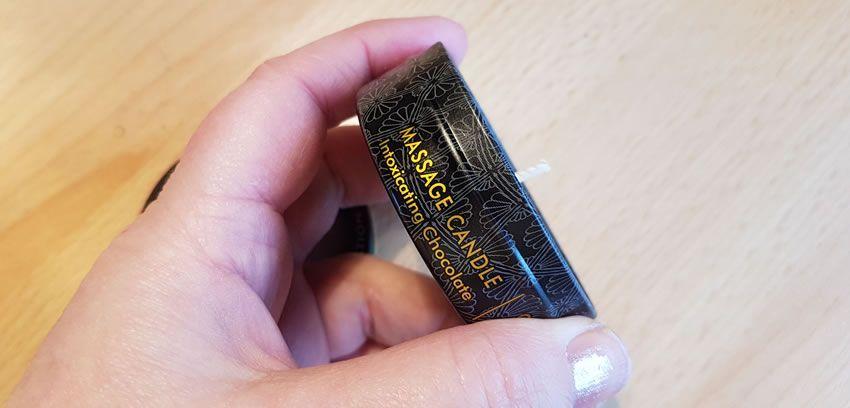 MASSAGE CANDLE
Intoxicating Chocolate